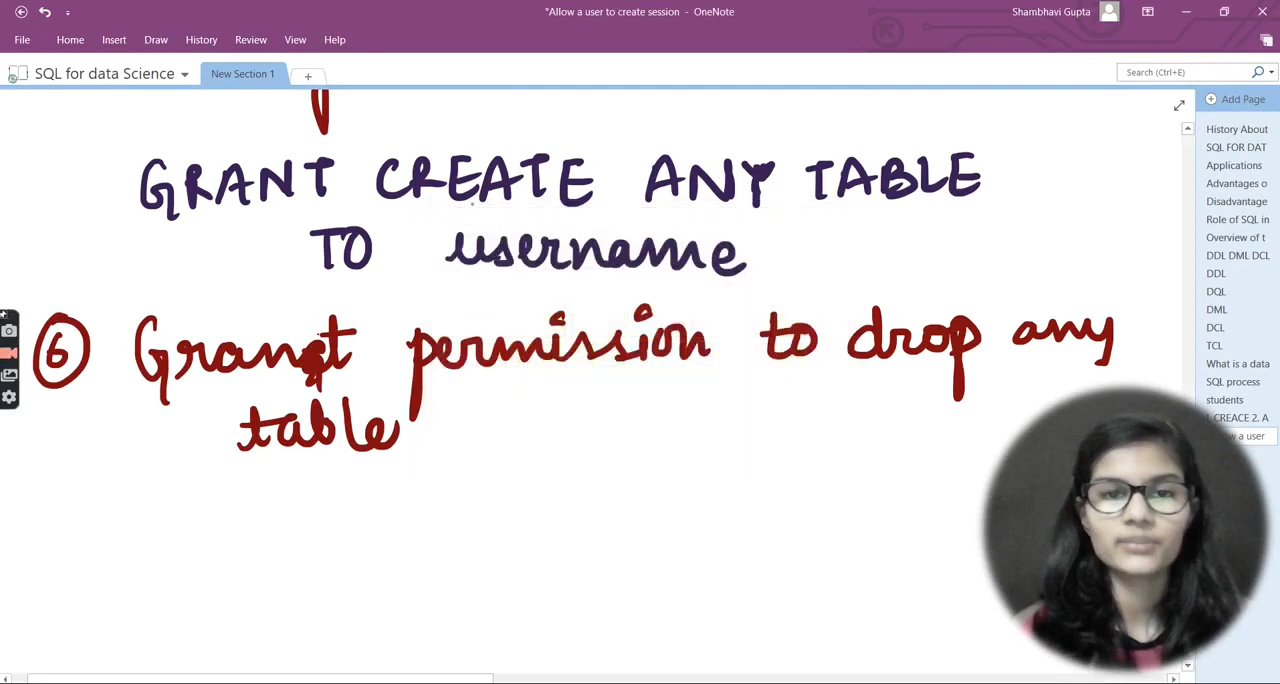 *Allow a user to create session - OneNote
Shambhavi Gupta
File Home Insert Draw History Review View Help
SQL for data Science
New Section 1
+
Search (Ctrl+E)
Add Page
GRANT CREATE ANY TABLE
TO username
6 Grant permission to drop any
table
History About
SQL FOR DAT
Applications
Advantages o
Disadvantage
Role of SQL in
Overview of t
DDL DML DCL
DDL
DQL
DML
DCL
TCL
What is a data
SQL process
students
CREACE 2. A
w a user